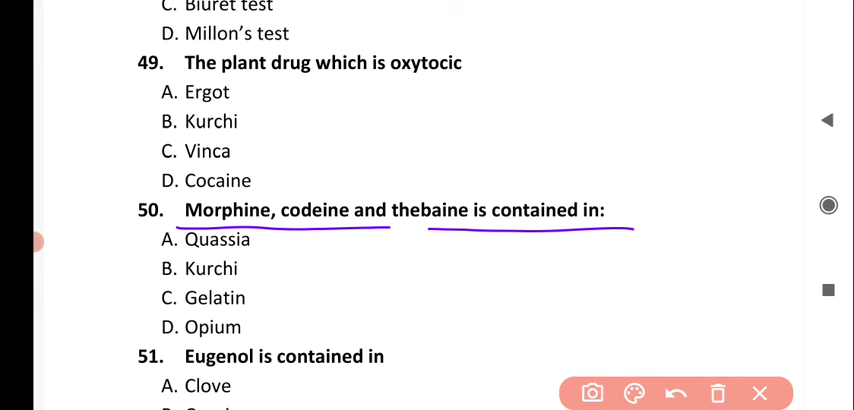 C. Biuret test
D. Millon's test
49. The plant drug which is oxytocic
A. Ergot
B. Kurchi
C. Vinca
D. Cocaine
50. Morphine, codeine and thebaine is contained in:
A. Quassia
B. Kurchi
C. Gelatin
D. Opium
51. Eugenol is contained in
A. Clove